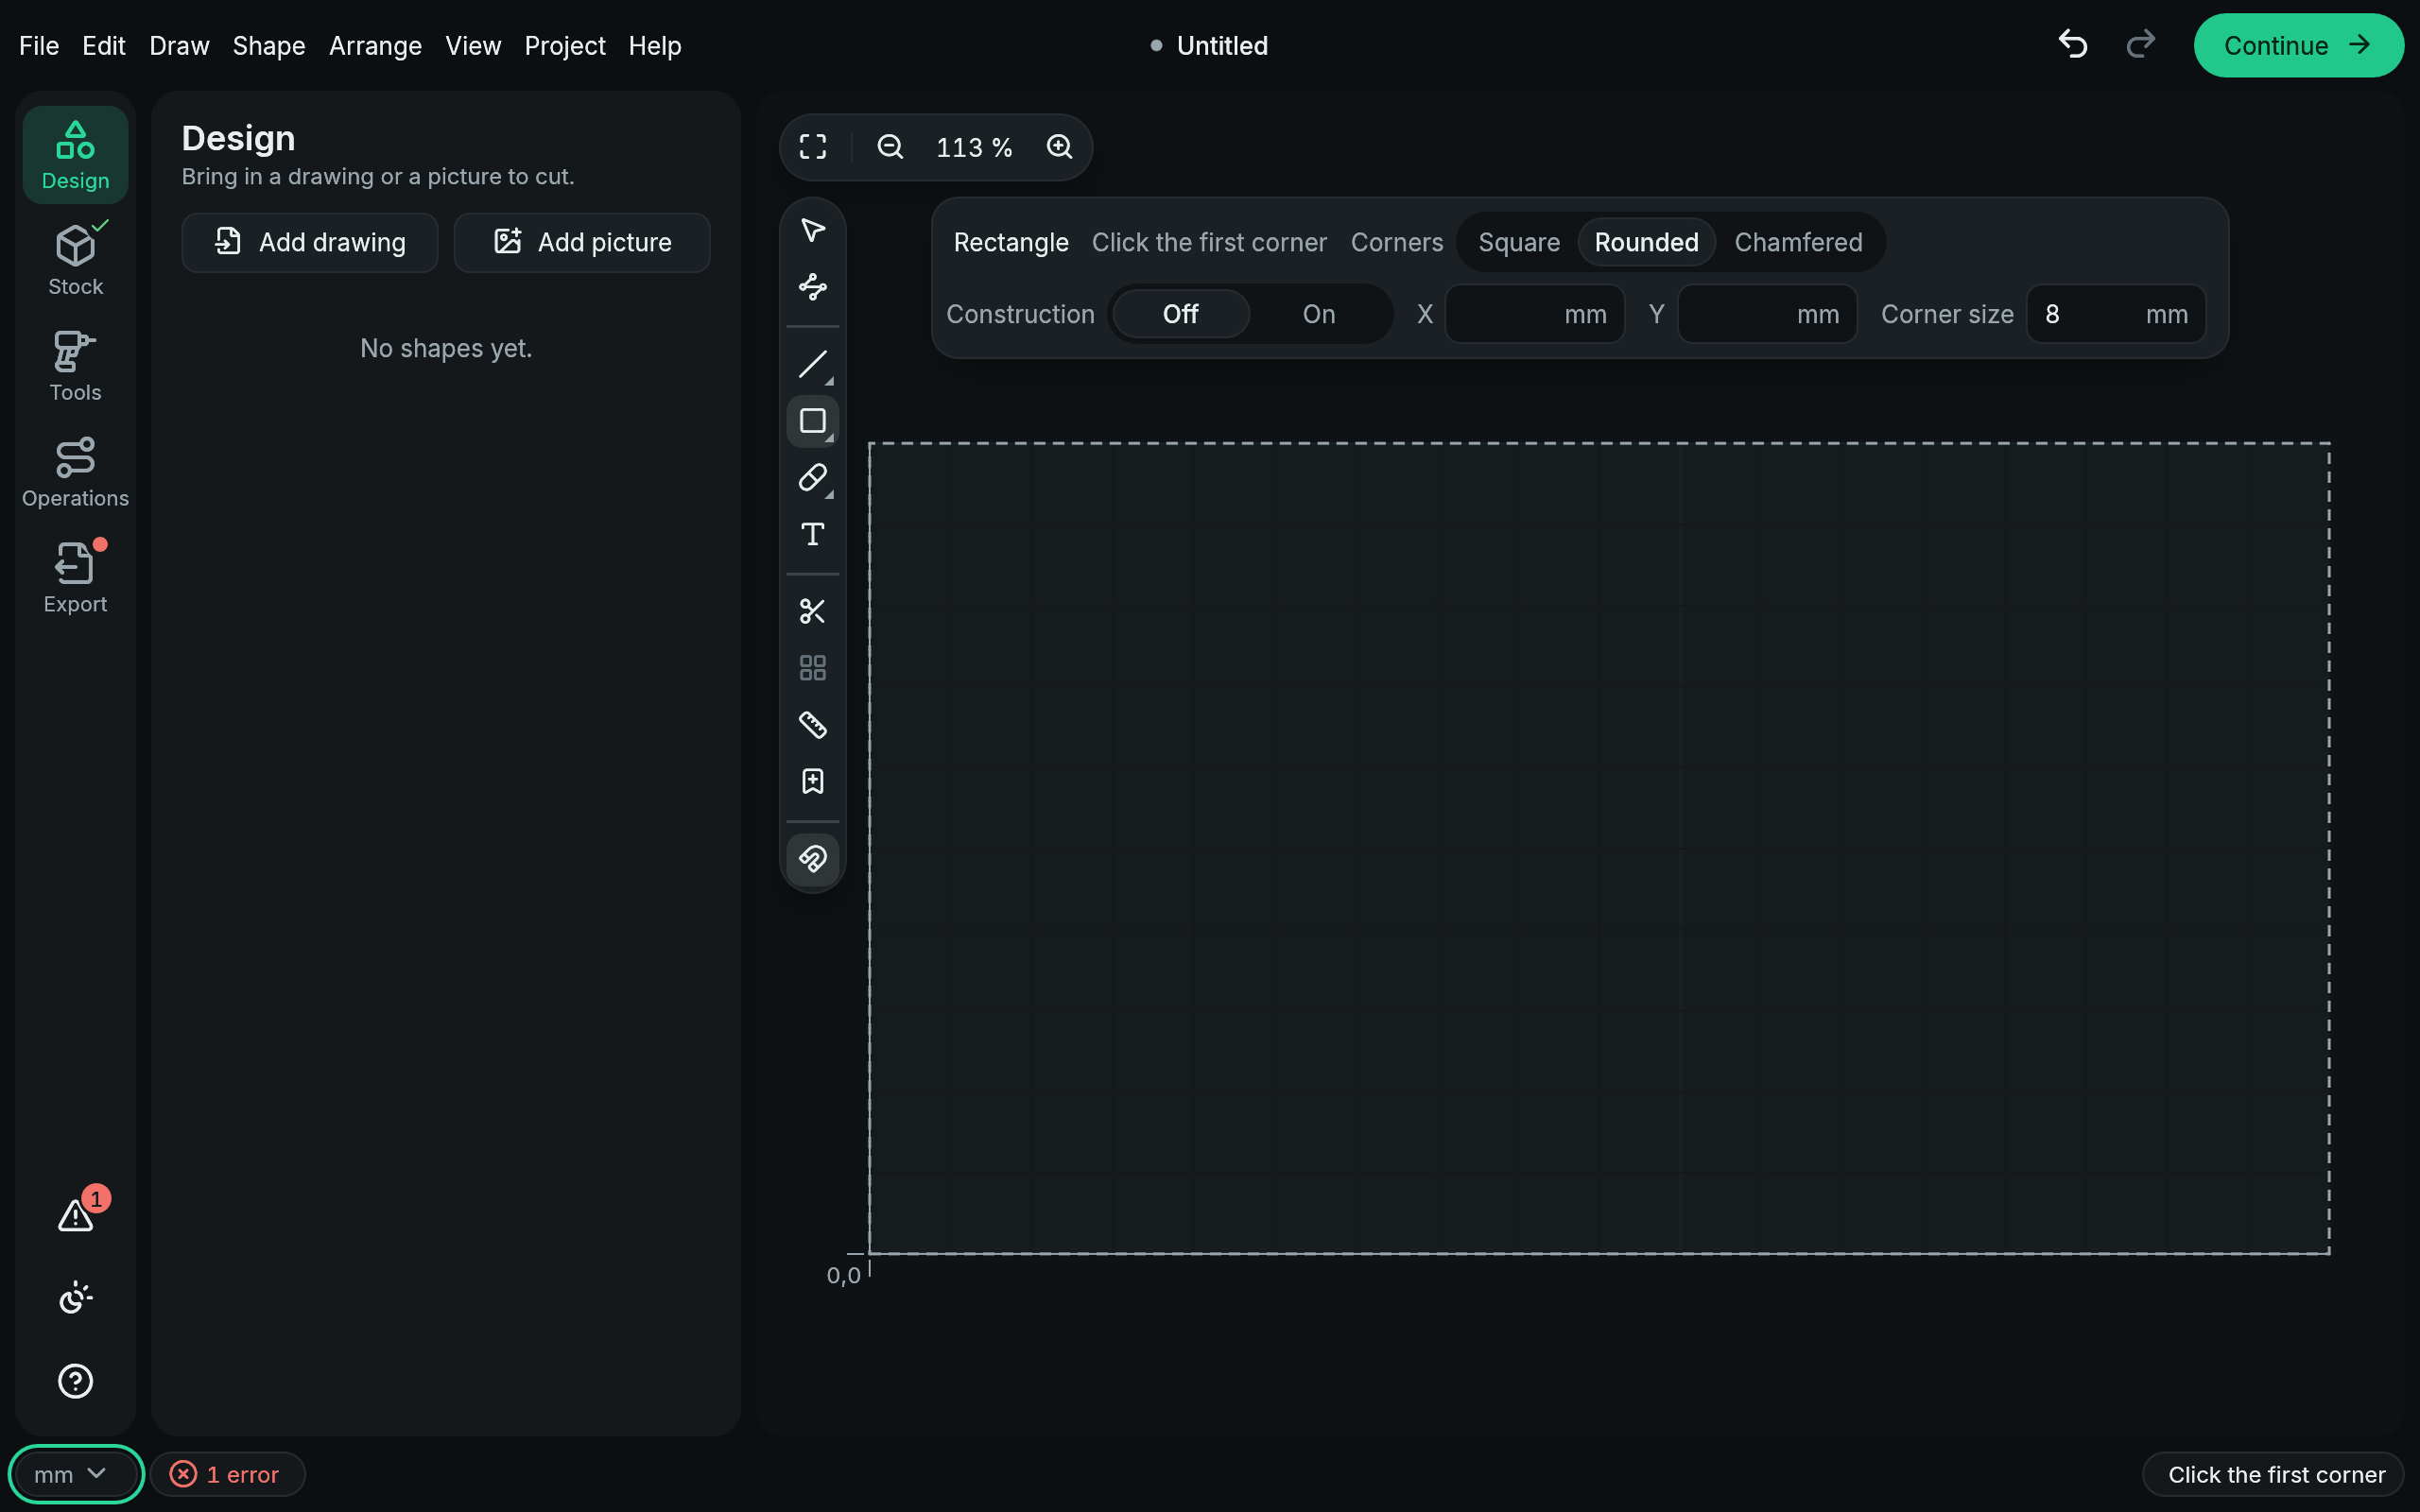 File Edit Draw Shape Arrange View Project Help
Untitled
Continue
Design
Stock
Tools
Operations
Export
1
Design
Bring in a drawing or a picture to cut.
Add drawing
Add picture
No shapes yet.
113 %
Rectangle Click the first corner Corners Square Rounded Chamfered
Construction Off On X mm Y mm Corner size 8 mm
0,0
mm
1 error
Click the first corner